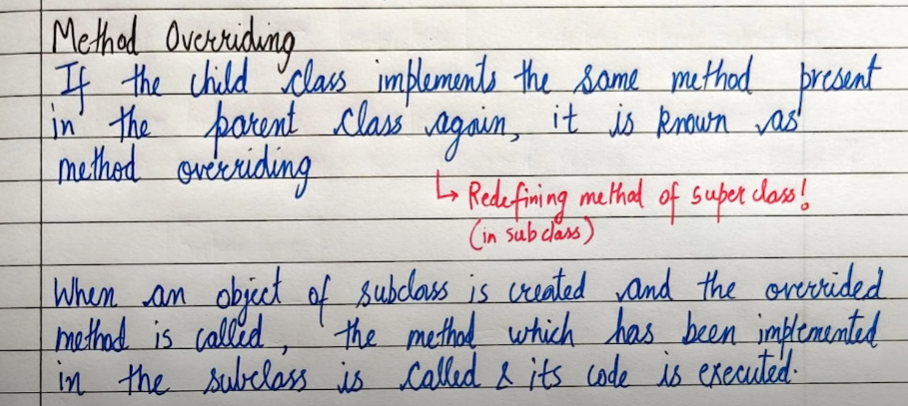 Method Overriding
If the child class implements the same method present
in the parent class again, it is known as
method overriding
↳ Redefining method of super class!
(in subclass)
When an object of subclass is created and the overrided
method is called, the method which has been implemented
in the subclass is called & its code is executed.